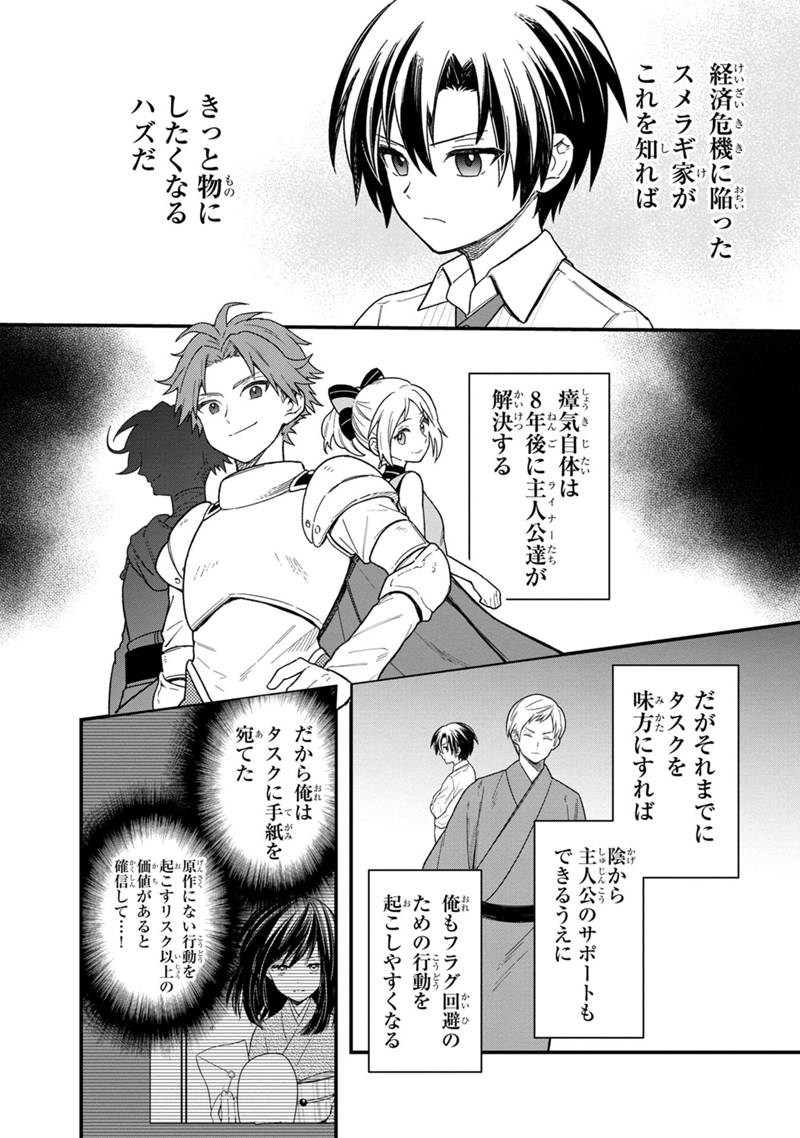 経済危機に陥った
スメラギ家が
これを知れば
きっと物に
したくなる
ハズだ
瘴気自体は
8年後に主人公達が
解決する
だがそれまでに
タスクを
味方にすれば
陰から
主人公のサポートも
できるうえに
俺もフラグ回避の
ための行動を
起こしやすくなる
だから俺は
タスクに手紙を
宛てた
原作にない行動を
起こすリスク以上の
価値があると
確信して…！